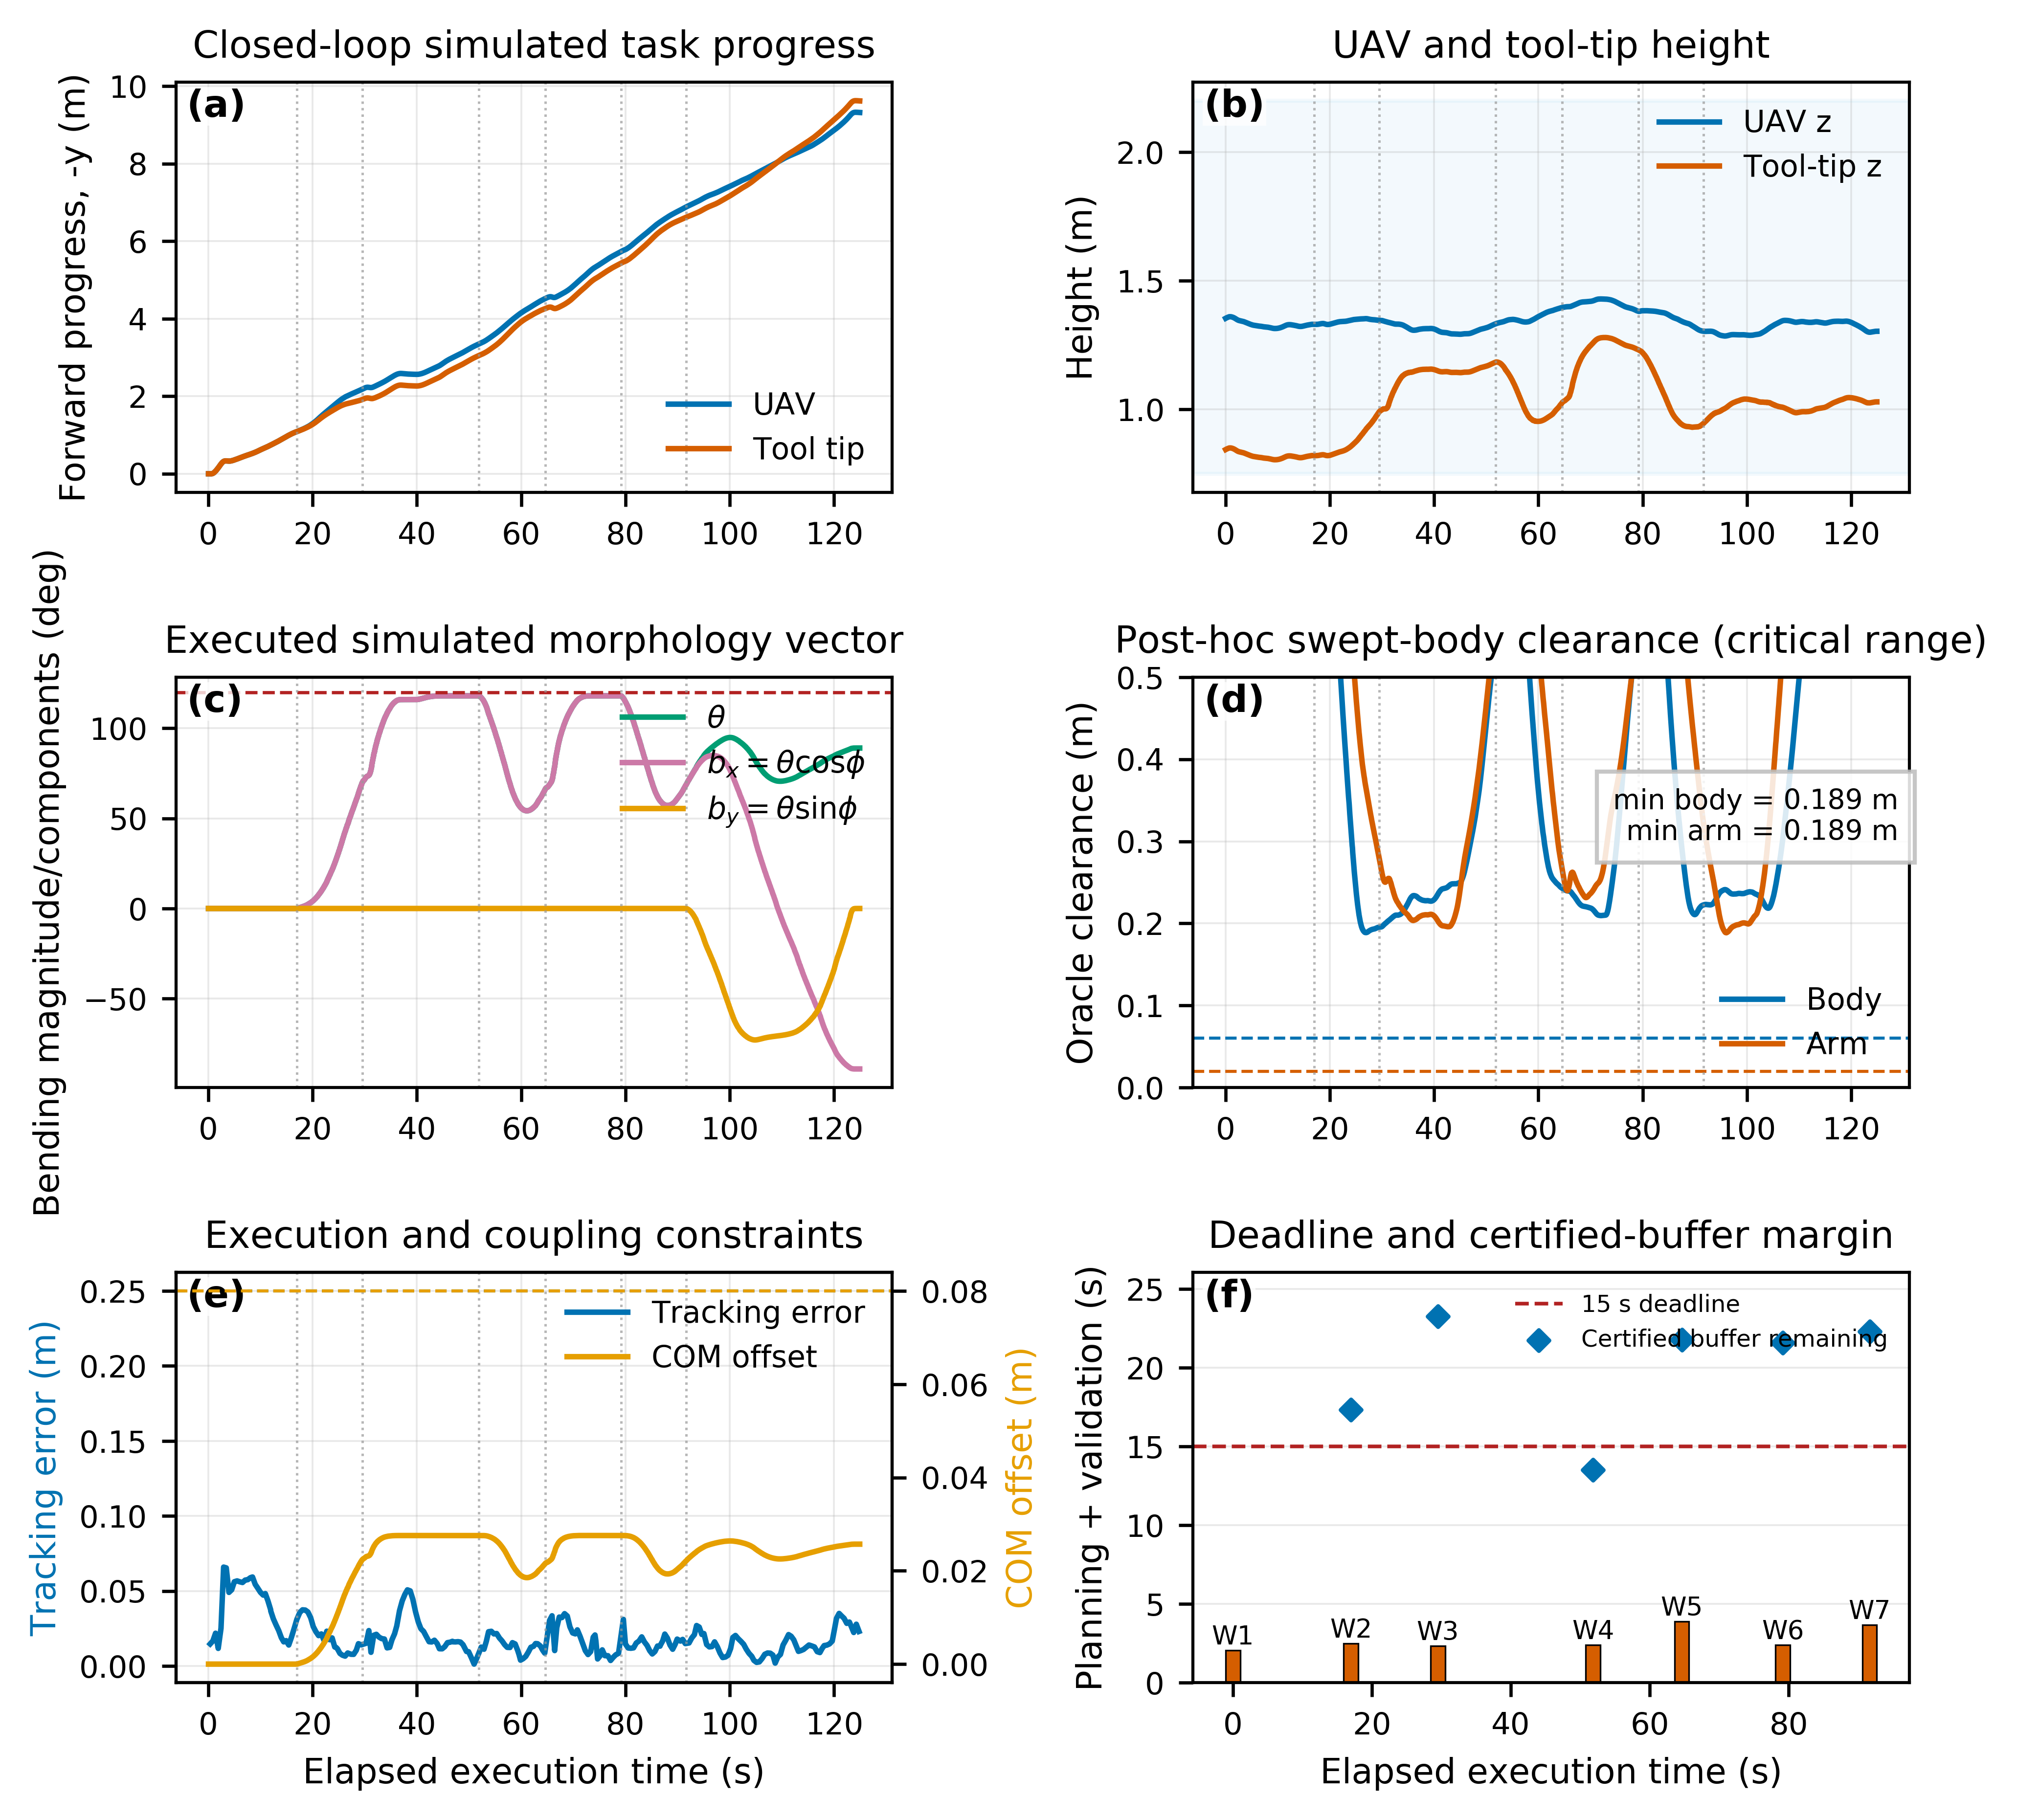 Closed-loop simulated task progress
(a)
Forward progress, -y (m)
10
8
6
4
2
0
UAV
Tool tip
0 20 40 60 80 100 120
UAV and tool-tip height
(b)
Height (m)
2.0
1.5
1.0
UAV z
Tool-tip z
0 20 40 60 80 100 120
Executed simulated morphology vector
(c)
Bending magnitude/components (deg)
100
50
0
−50
θ
b_x = θcosϕ
b_y = θsinϕ
0 20 40 60 80 100 120
Post-hoc swept-body clearance (critical range)
(d)
Oracle clearance (m)
0.5
0.4
0.3
0.2
0.1
0.0
min body = 0.189 m
min arm = 0.189 m
Body
Arm
0 20 40 60 80 100 120
Execution and coupling constraints
(e)
Tracking error (m)
0.25
0.20
0.15
0.10
0.05
0.00
Tracking error
COM offset
0.08
0.06
0.04
0.02
0.00
COM offset (m)
0 20 40 60 80 100 120
Elapsed execution time (s)
Deadline and certified-buffer margin
(f)
Planning + validation (s)
25
20
15
10
5
0
15 s deadline
Certified buffer remaining
W1 W2 W3 W4 W5 W6 W7
0 20 40 60 80
Elapsed execution time (s)